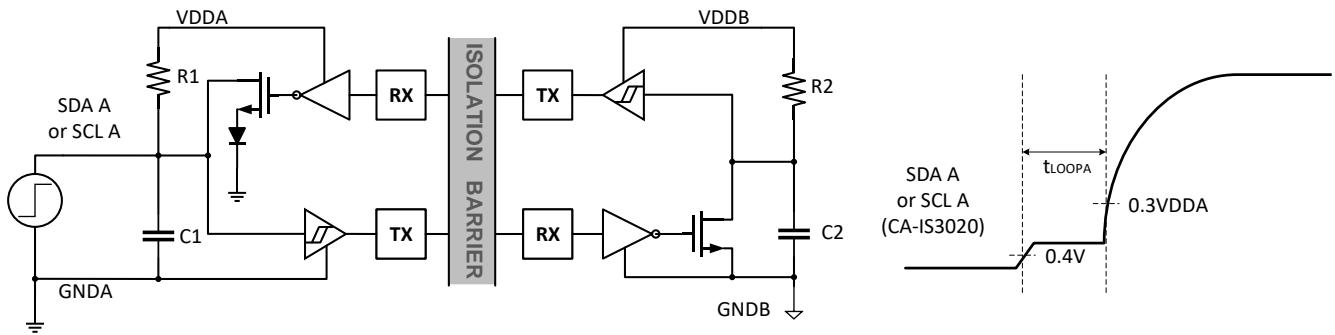 VDDA
VDDB
R1
RX
ISOLATION BARRIER
TX
R2
SDA A
or SCL A
tLOOPA
SDA A
or SCL A
(CA-IS3020)
0.3VDDA
C1
TX
RX
C2
0.4V
GNDA
GNDB